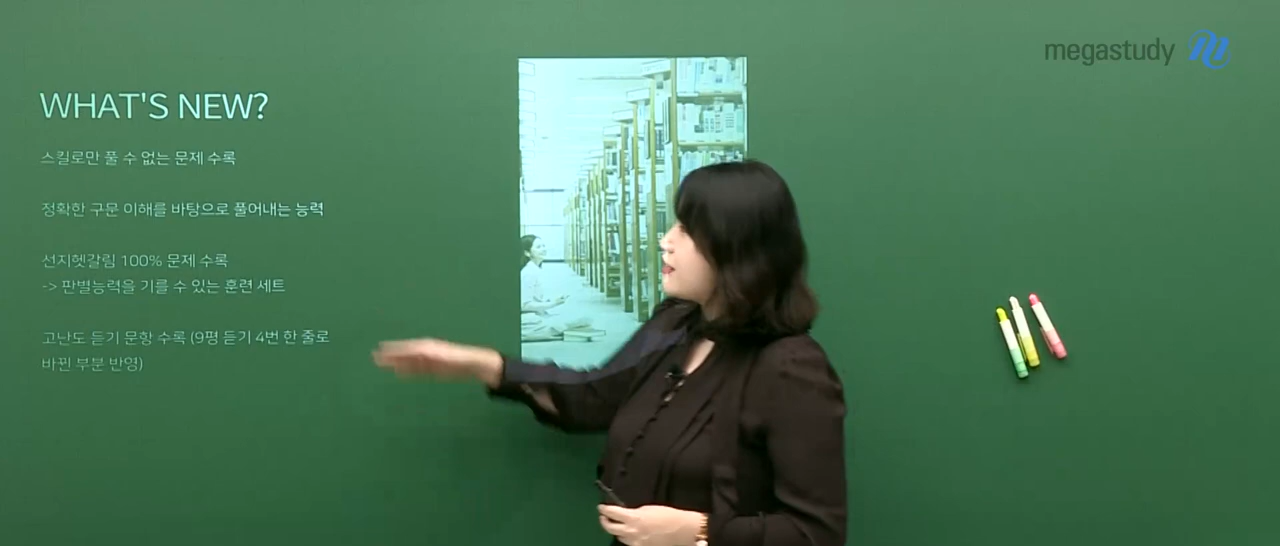 megastudy
WHAT'S NEW?
스킬로만 풀 수 없는 문제 수록
정확한 구문 이해를 바탕으로 풀어내는 능력
선지헷갈림 100% 문제 수록
-> 판별능력을 기를 수 있는 훈련 세트
고난도 듣기 문항 수록 (9평 듣기 4번 한 줄로
바뀐 부분 반영)